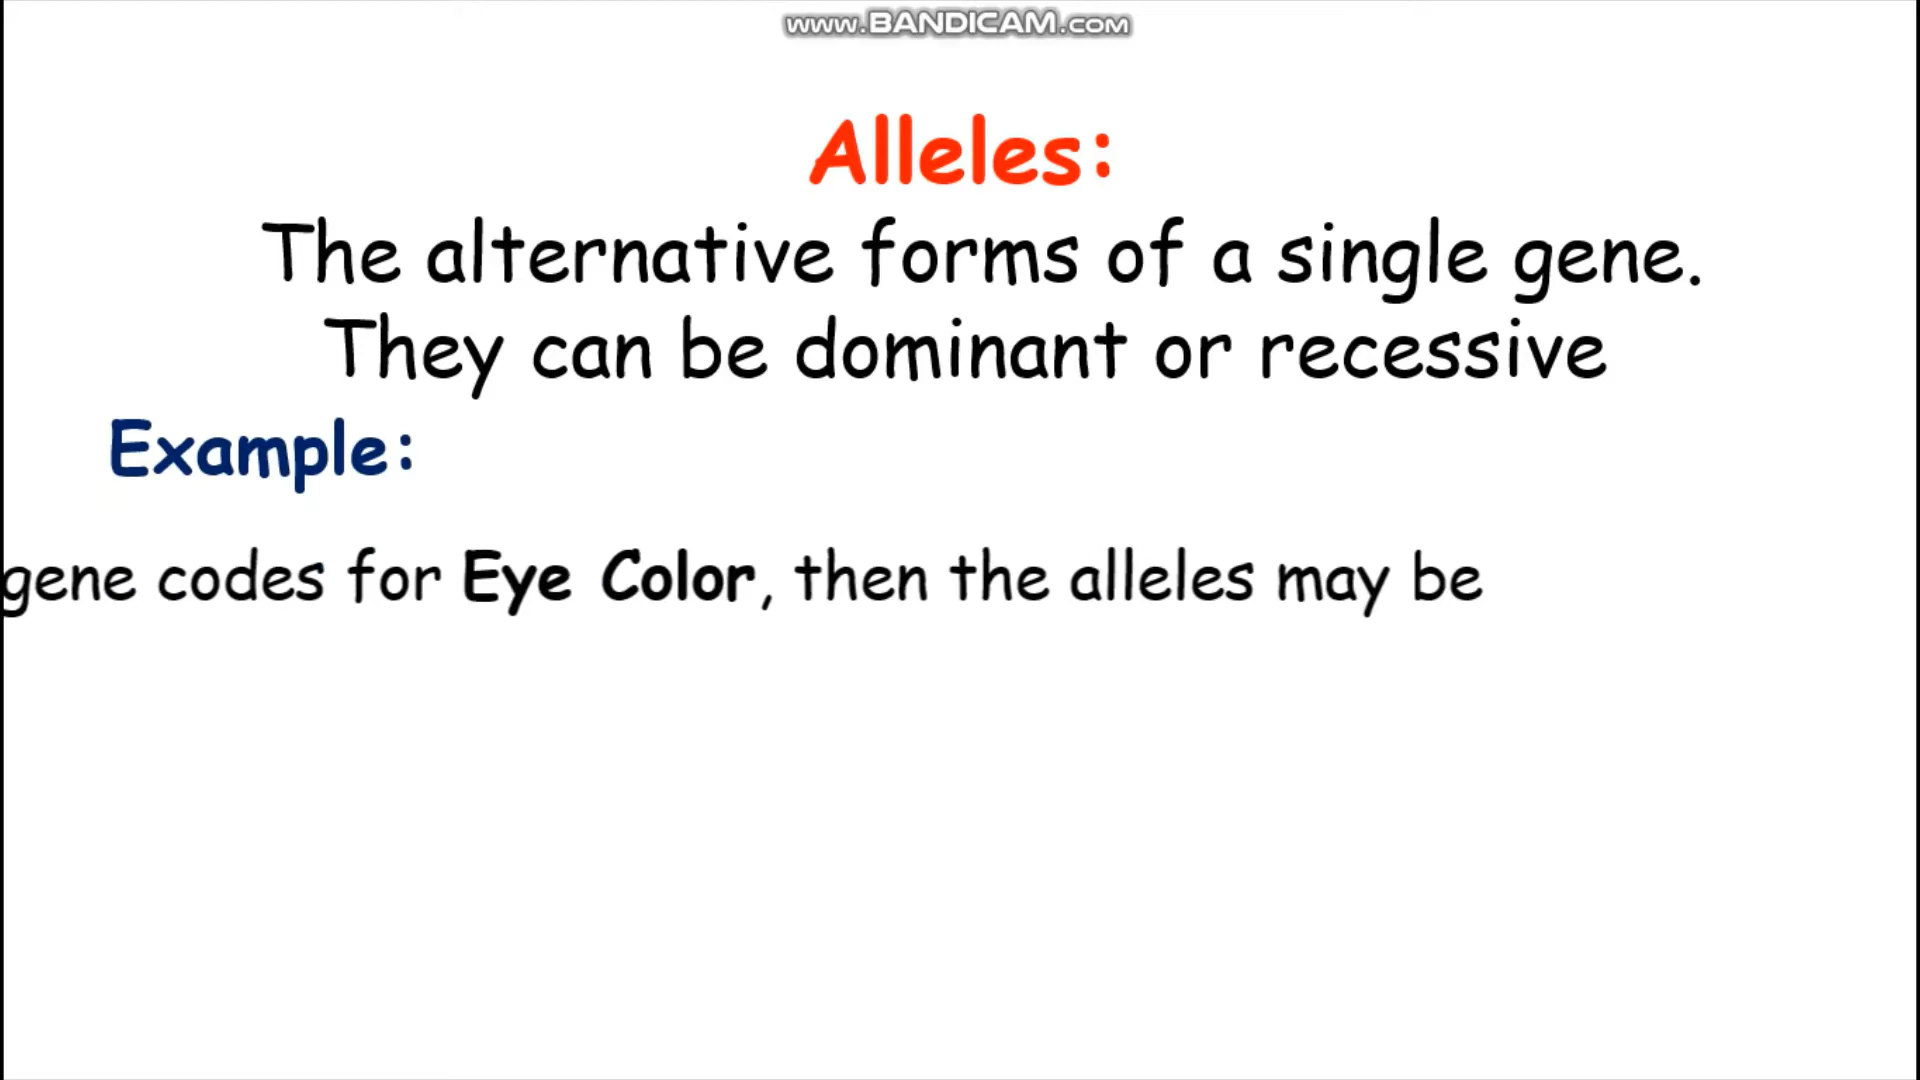 www.BANDICAM.com
Alleles:
The alternative forms of a single gene.
They can be dominant or recessive
Example:
gene codes for Eye Color, then the alleles may be